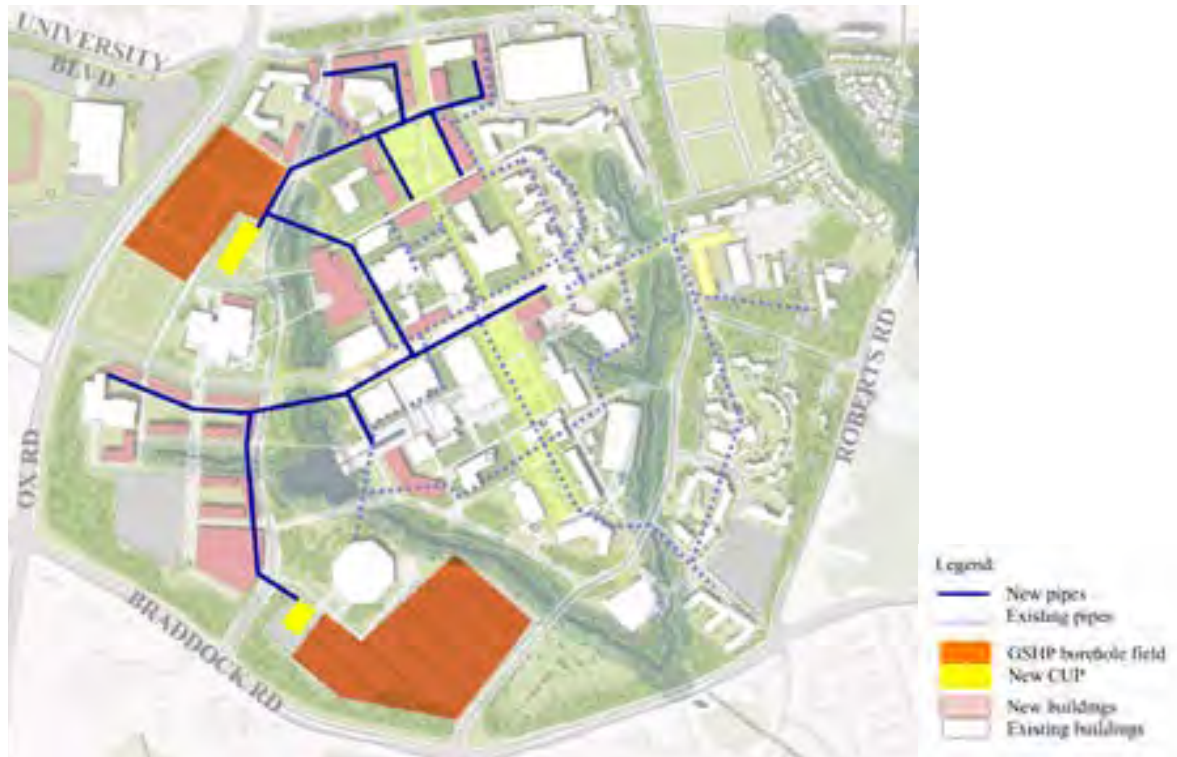 UNIVERSITY
BLVD
OX RD
BRADDOCK RD
ROBERTS RD
Legend:
New pipes
Existing pipes
GSHP borehole field
New CUP
New buildings
Existing buildings